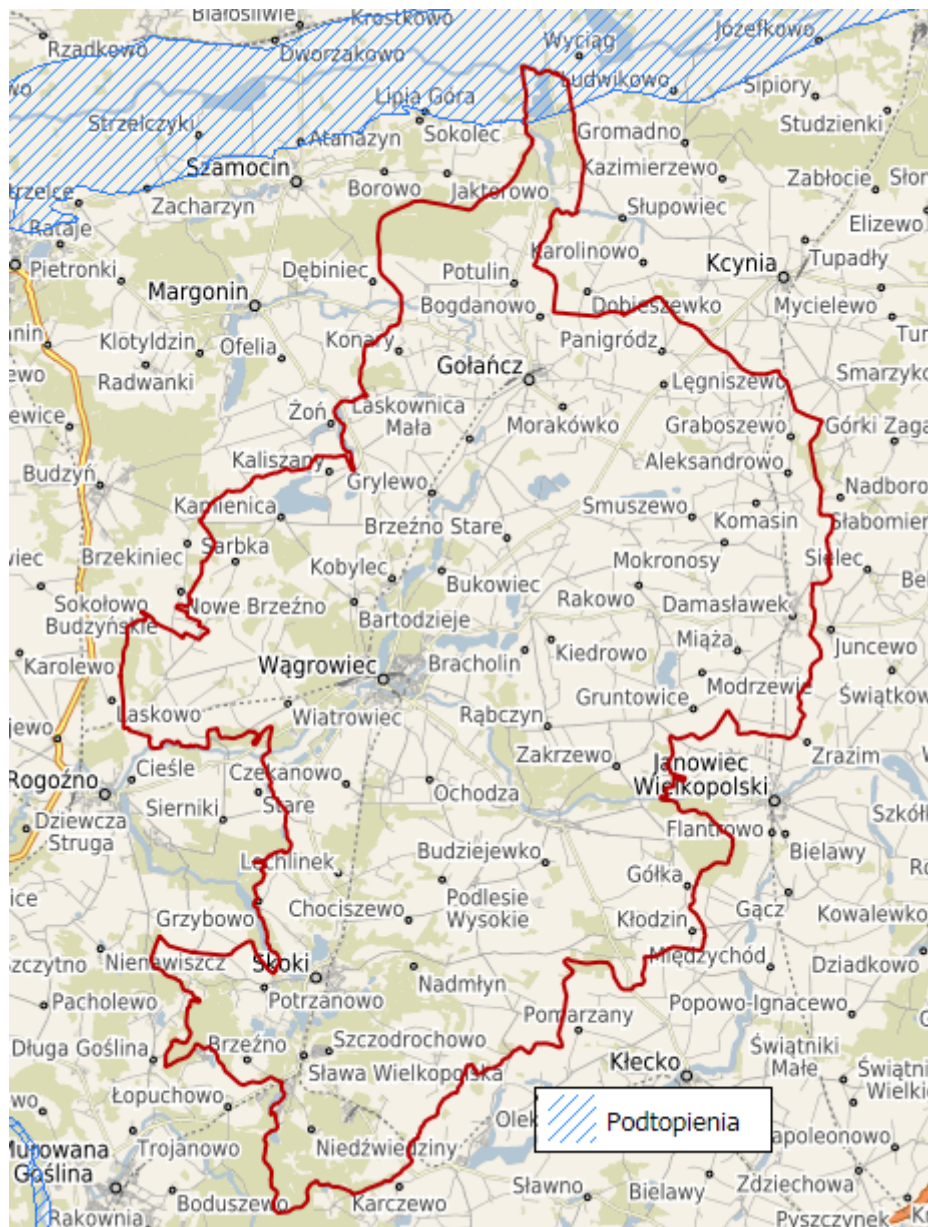 Białośliwie
Krostkowo
Rzadkowo
Dworzakowo
Wyciąg
Józefkowo
Ludwikowo
Lipia Góra
Sipiory
Strzelczyki
Atanazyn
Sokolec
Gromadno
Studzienki
Szamocin
Borowo
Jaktorowo
Kazimierzewo
Zabłocie
Zacharzyn
Słupowiec
Rataje
Elizewo
Pietronki
Dębiniec
Potulin
Karolinowo
Kcynia
Tupadły
Margonin
Bogdanowo
Dobieszewko
Mycielewo
Klotyldzin
Ofelia
Konary
Panigródz
Radwanki
Gołańcz
Lęgniszewo
Żoń
Laskownica
Mała
Morakówko
Graboszewo
Górki Zaga
Budzyń
Kaliszany
Grylewo
Aleksandrowo
Nadboro
Kamienica
Brzeźno Stare
Smuszewo
Komasin
Słabomier
Brzekiniec
Sarbka
Kobylec
Bukowiec
Mokronosy
Sielec
Sokołowo
Budzyńskie
Nowe Brzeźno
Bartodzieje
Rakowo
Damasławek
Karolewo
Wągrowiec
Bracholin
Kiedrowo
Miąża
Juncewo
Laskowo
Wiatrowiec
Rąbczyn
Gruntowice
Modrzewie
Świątkow
Rogoźno
Cieśle
Czekanowo
Zakrzewo
Janowiec
Wielkopolski
Zrazim
Sierniki
Stare
Ochodza
Dziewcza
Struga
Flantrowo
Lechlinek
Budziejewko
Bielawy
Grzybowo
Chociszewo
Podlesie
Wysokie
Gółka
Kłodzin
Gącz
Kowalewko
Nienawiszcz
Skoki
Międzychód
Pacholewo
Potrzanowo
Nadmłyn
Dziadkowo
Popowo-Ignacewo
Długa Goślina
Brzeźno
Szczodrochowo
Pomarzany
Świątniki
Małe
Sława Wielkopolska
Kłecko
Łopuchowo
Podtopienia
Murowana
Goślina
Trojanowo
Niedźwiedziny
Boduszewo
Karczewo
Sławno
Bielawy
Zdziechowa
Rakownia
Pyszczynek